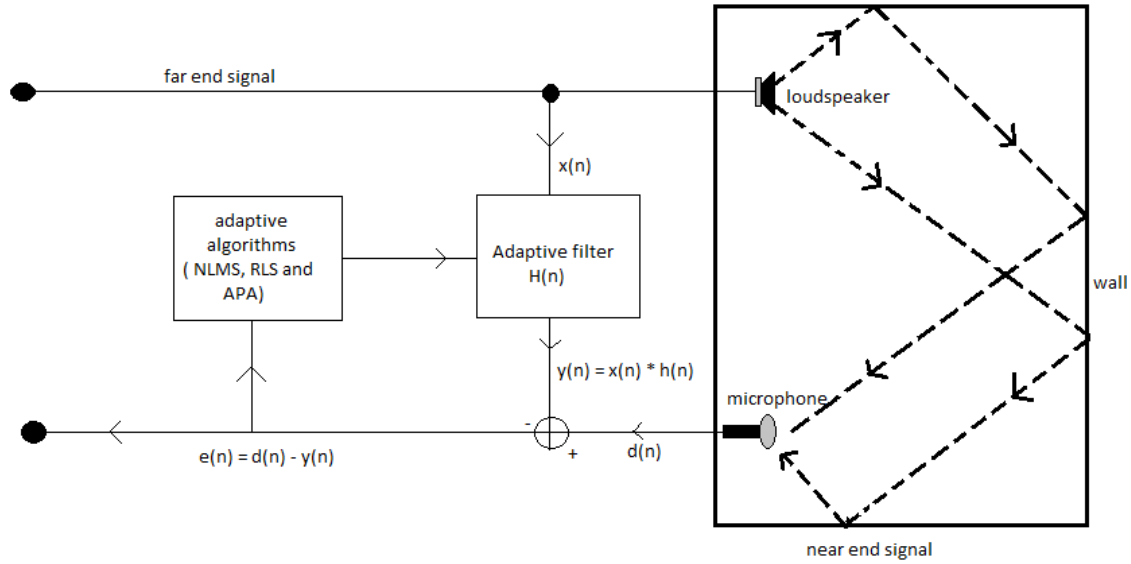 far end signal
loudspeaker
x(n)
adaptive
algorithms
( NLMS, RLS and
APA)
Adaptive filter
H(n)
wall
y(n) = x(n) * h(n)
microphone
-
+
d(n)
e(n) = d(n) - y(n)
near end signal